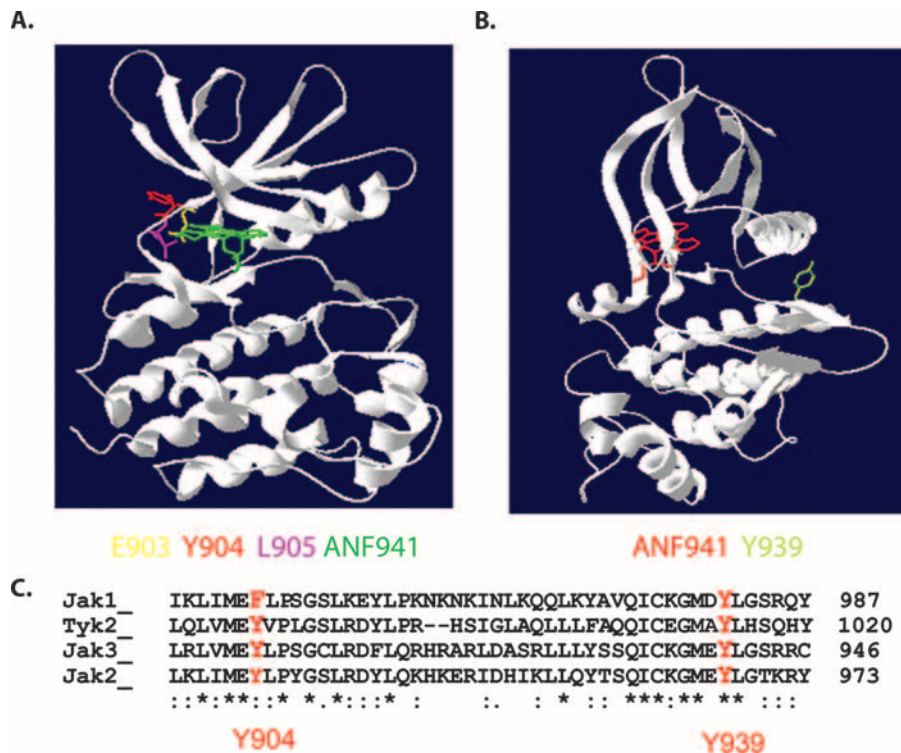 A.
B.
E903 Y904 L905 ANF941
ANF941 Y939
C.
Jak1_ IKLIMEFLPSGSLKEYLPKNKNKINLKQQLKYAVQICKGMDYLGSRQY 987
Tyk2_ LQLVMEYVPLGSLRDYLPR--HSIGLAQLLLFAQQICEGMAYLHSQHY 1020
Jak3_ LRLVMEYLPSGCLRDFLQRHRARLDASRLLLYSSQICKGMEYLGSRRC 946
Jak2_ LKLIMEYLPYGSLRDYLQKHKERIDHIKLLQYTSQICKGMEYLGTKRY 973
::*:**:* *.*:::* : :. : *::: ***:** ** :::
Y904
Y939